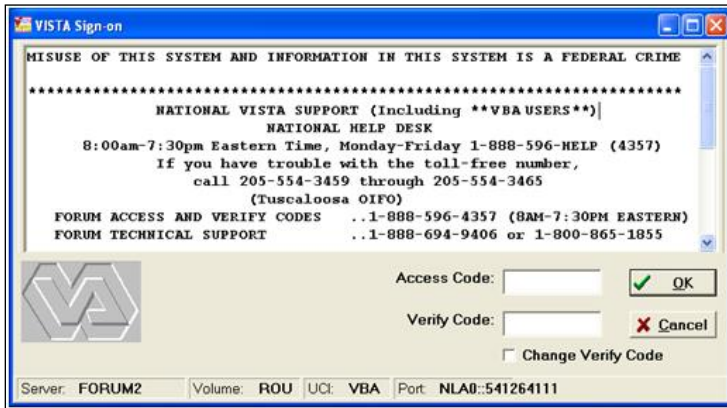 VISTA Sign-on
MISUSE OF THIS SYSTEM AND INFORMATION IN THIS SYSTEM IS A FEDERAL CRIME
***********************************************************************
NATIONAL VISTA SUPPORT (Including **VBA USERS**)
NATIONAL HELP DESK
8:00am-7:30pm Eastern Time, Monday-Friday 1-888-596-HELP (4357)
If you have trouble with the toll-free number,
call 205-554-3459 through 205-554-3465
(Tuscaloosa OIFO)
FORUM ACCESS AND VERIFY CODES ..1-888-596-4357 (8AM-7:30PM EASTERN)
FORUM TECHNICAL SUPPORT ..1-888-694-9406 or 1-800-865-1855
Access Code:
OK
Verify Code:
Cancel
Change Verify Code
Server: FORUM2 Volume: ROU UCI: VBA Port: NLA0::541264111